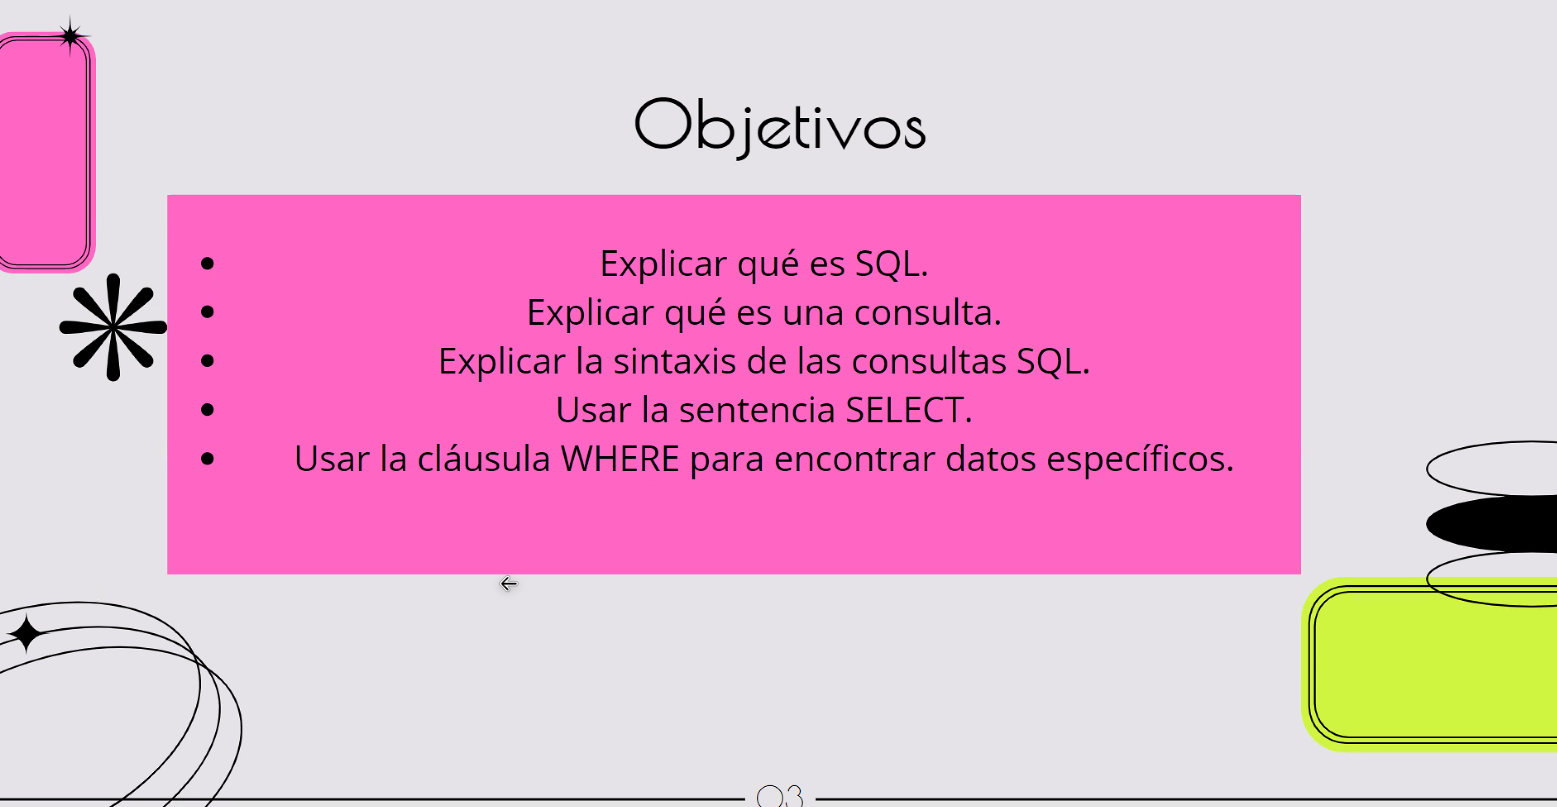 Objetivos
• Explicar qué es SQL.
• Explicar qué es una consulta.
• Explicar la sintaxis de las consultas SQL.
• Usar la sentencia SELECT.
• Usar la cláusula WHERE para encontrar datos específicos.
03